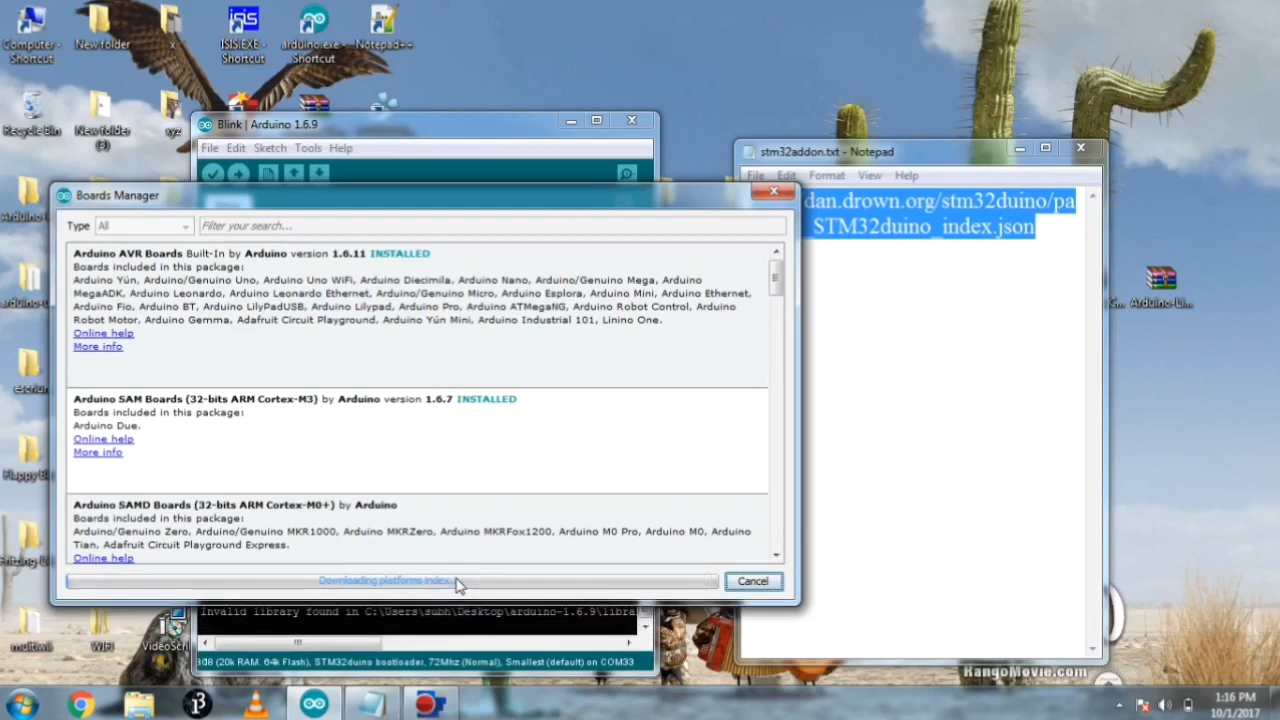 Computer -
Shortcut
New folder
x
ISIS.EXE -
Shortcut
arduino.exe -
Shortcut
Notepad++
Recycle Bin
New folder
(3)
xyz
Blink | Arduino 1.6.9
File Edit Sketch Tools Help
stm32addon.txt - Notepad
File Edit Format View Help
dan.drown.org/stm32duino/pa
STM32duino_index.json
Boards Manager
Type All Filter your search...
Arduino AVR Boards Built-In by Arduino version 1.6.11 INSTALLED
Boards included in this package:
Arduino Yún, Arduino/Genuino Uno, Arduino Uno WiFi, Arduino Diecimila, Arduino Nano, Arduino/Genuino Mega, Arduino
MegaADK, Arduino Leonardo, Arduino Leonardo Ethernet, Arduino/Genuino Micro, Arduino Esplora, Arduino Mini, Arduino Ethernet,
Arduino Fio, Arduino BT, Arduino LilyPadUSB, Arduino Lilypad, Arduino Pro, Arduino ATMegaNG, Arduino Robot Control, Arduino
Robot Motor, Arduino Gemma, Adafruit Circuit Playground, Arduino Yún Mini, Arduino Industrial 101, Linino One.
Online help
More info
Arduino SAM Boards (32-bits ARM Cortex-M3) by Arduino version 1.6.7 INSTALLED
Boards included in this package:
Arduino Due.
Online help
More info
Arduino SAMD Boards (32-bits ARM Cortex-M0+) by Arduino
Boards included in this package:
Arduino/Genuino Zero, Arduino/Genuino MKR1000, Arduino MKRZero, Arduino MKRFox1200, Arduino M0 Pro, Arduino M0, Arduino
Tian, Adafruit Circuit Playground Express.
Online help
Downloading platforms index...
Cancel
Arduino-Li...
Invalid library found in C:\Users\subh\Desktop\arduino-1.6.9\libra
multiwii
WIFI
VideoScri
(20k RAM. 64k Flash), STM32duino bootloader, 72Mhz (Normal), Smallest (default) on COM33
RangoMovie.com
1:16 PM
10/1/2017